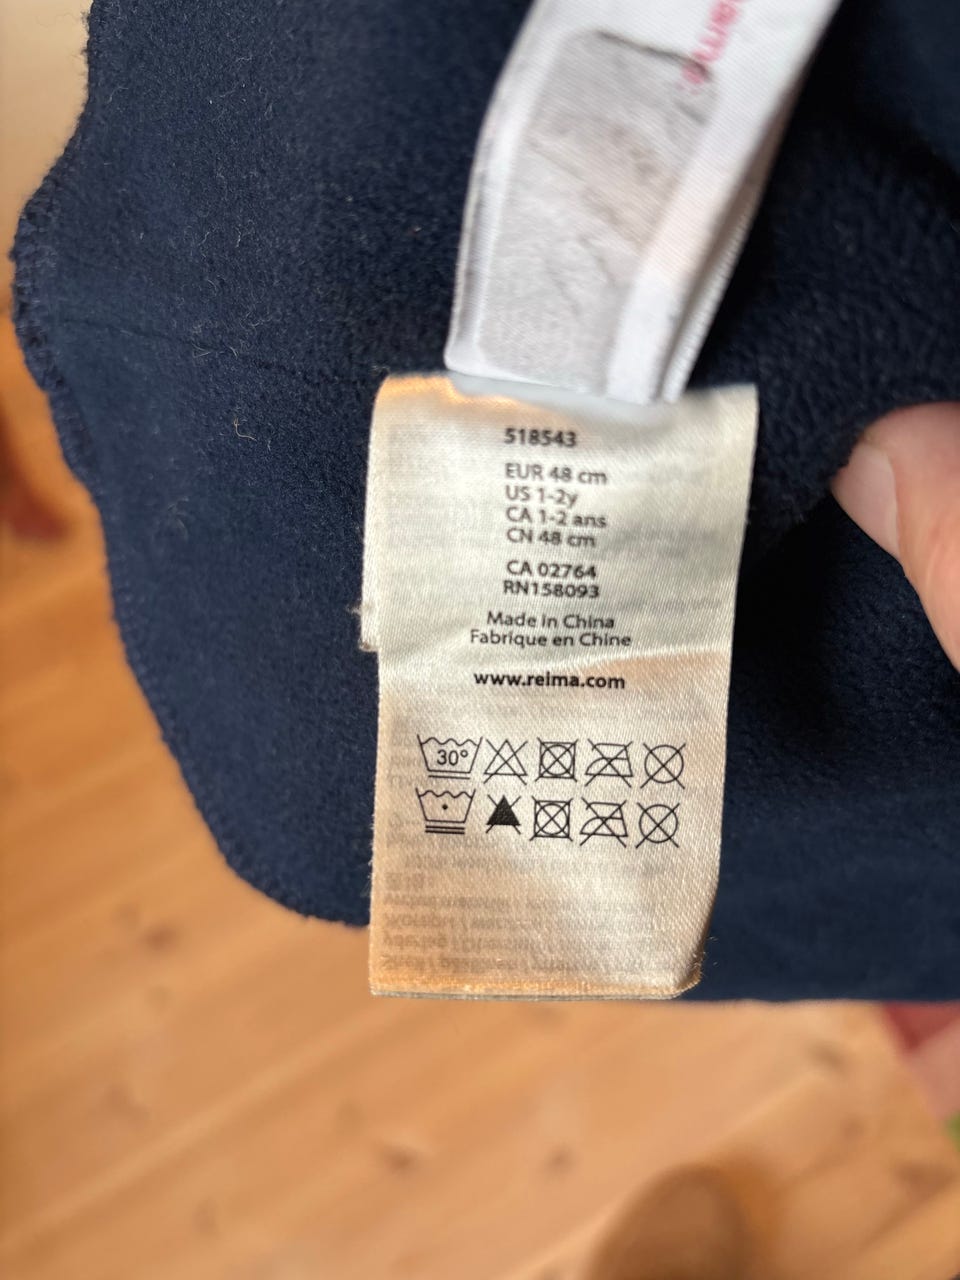 ame:
518543
EUR 48 cm
US 1-2y
CA 1-2 ans
CN 48 cm
CA 02764
RN158093
Made in China
Fabrique en Chine
www.reima.com
30°